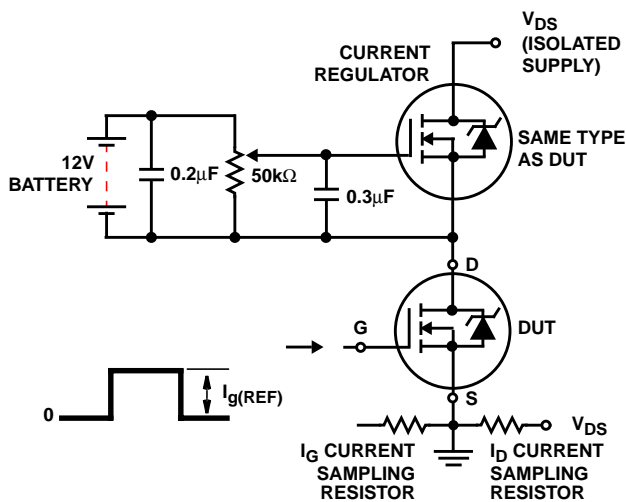 V_DS
(ISOLATED
SUPPLY)
CURRENT
REGULATOR
SAME TYPE
AS DUT
12V
BATTERY
0.2μF
50kΩ
0.3μF
D
G
DUT
S
0
I_g(REF)
V_DS
I_G CURRENT
SAMPLING
RESISTOR
I_D CURRENT
SAMPLING
RESISTOR